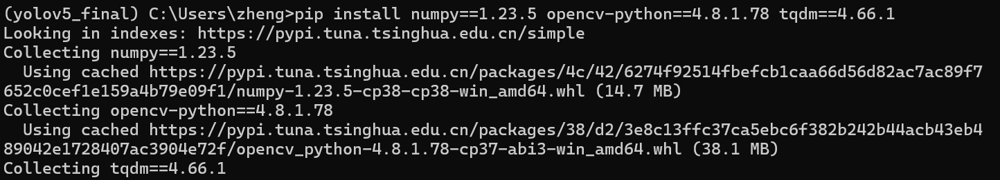 (yolov5_final) C:\Users\zheng>pip install numpy==1.23.5 opencv-python==4.8.1.78 tqdm==4.66.1
Looking in indexes: https://pypi.tuna.tsinghua.edu.cn/simple
Collecting numpy==1.23.5
  Using cached https://pypi.tuna.tsinghua.edu.cn/packages/4c/42/6274f92514fbefcb1caa66d56d82ac7ac89f7
652c0cef1e159a4b79e09f1/numpy-1.23.5-cp38-cp38-win_amd64.whl (14.7 MB)
Collecting opencv-python==4.8.1.78
  Using cached https://pypi.tuna.tsinghua.edu.cn/packages/38/d2/3e8c13ffc37ca5ebc6f382b242b44acb43eb4
89042e1728407ac3904e72f/opencv_python-4.8.1.78-cp37-abi3-win_amd64.whl (38.1 MB)
Collecting tqdm==4.66.1